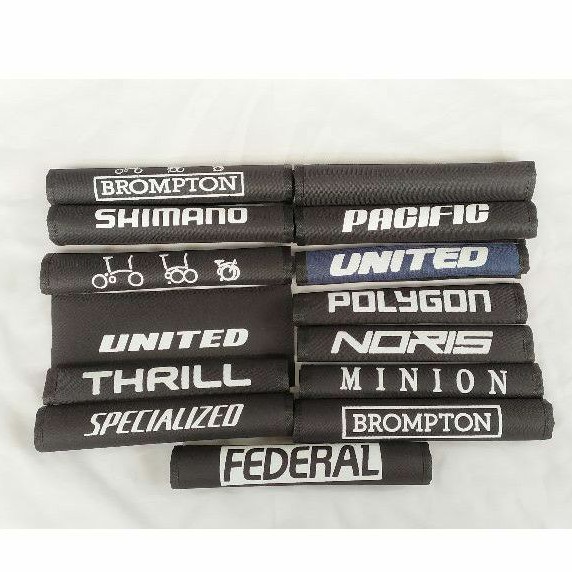 BROMPTON
SHIMANO
PACIFIC
UNITED
UNITED
POLYGON
NORIS
THRILL
MINION
SPECIALIZED
BROMPTON
FEDERAL